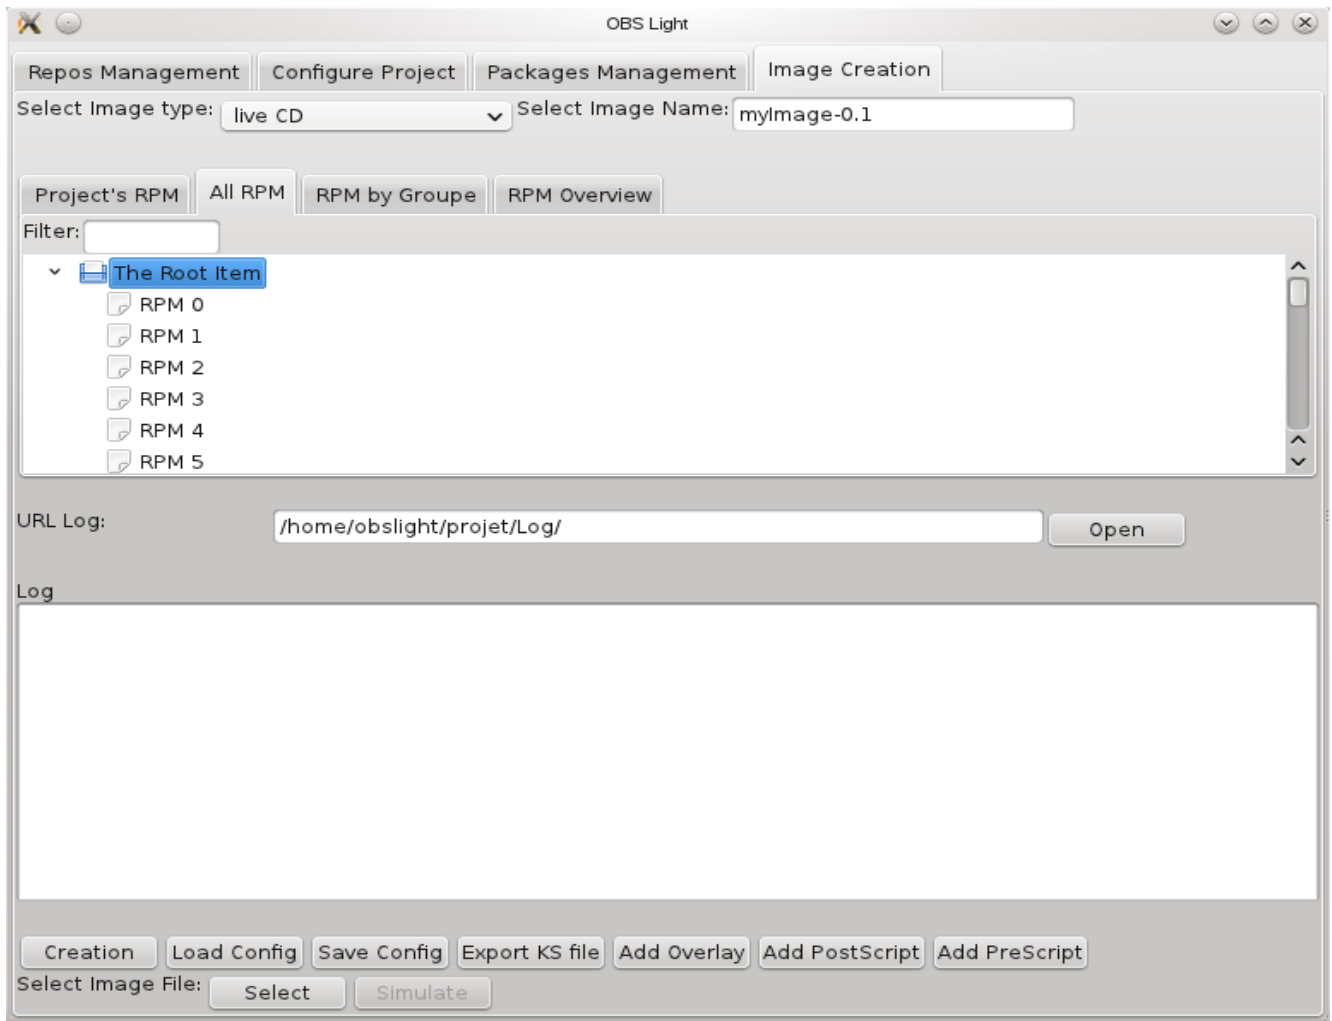 OBS Light
Repos Management Configure Project Packages Management Image Creation
Select Image type: live CD Select Image Name: myImage-0.1
Project's RPM All RPM RPM by Groupe RPM Overview
Filter:
The Root Item
RPM 0
RPM 1
RPM 2
RPM 3
RPM 4
RPM 5
URL Log: /home/obslight/projet/Log/ Open
Log
Creation Load Config Save Config Export KS file Add Overlay Add PostScript Add PreScript
Select Image File: Select Simulate